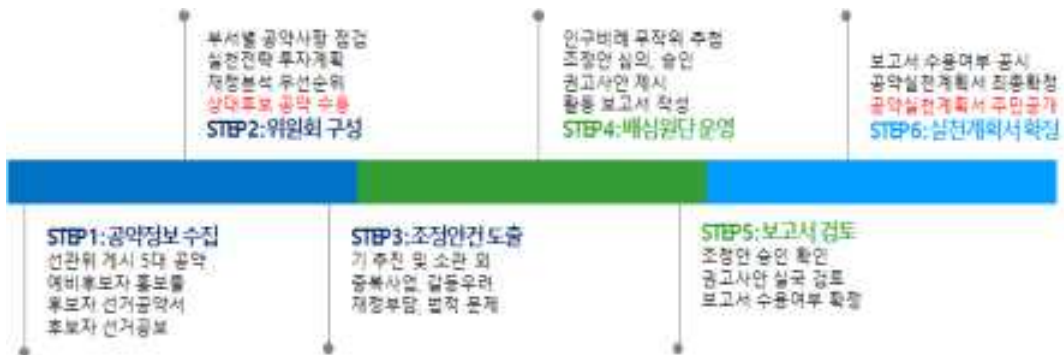 부서별 공약사항 점검
실천전략 투자계획
재정분석 우선순위
상대후보 공약 수용
STEP2:위원회 구성
인구비례 무작위 추첨
조정안 심의, 승인
권고사안 제시
활동 보고서 작성
STEP4:배심원단 운영
보고서 수용여부 공시
공약실천계획서 최종확정
공약실천계획서 주민공개
STEP6:실천계획서 확정
STEP1:공약정보 수집
선관위 게시 5대 공약
예비후보자 홍보물
후보자 선거공약서
후보자 선거공보
STEP3:조정안건 도출
기 추진 및 소관 외
중복사업, 갈등우려
재정부담, 법적 문제
STEP5:보고서 검토
조정안 승인 확인
권고사안 실국 검토
보고서 수용여부 확정